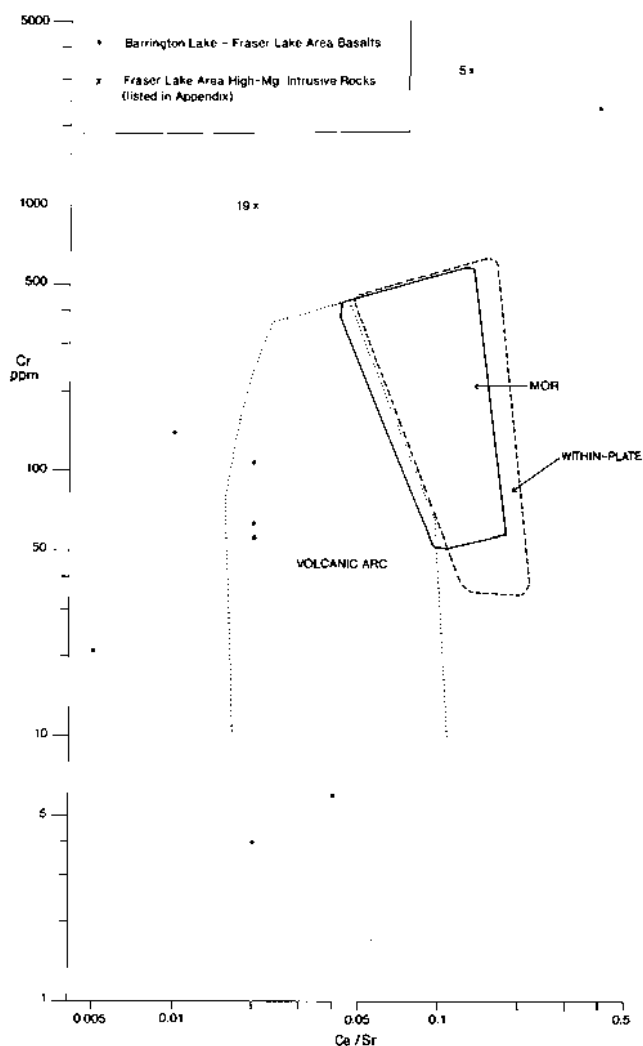 5000
Barrington Lake – Fraser Lake Area Basalts
Fraser Lake Area High-Mg Intrusive Rocks
(listed in Appendix)
5 x
19 x
1000
500
Cr
ppm
MOR
WITHIN-PLATE
100
50
VOLCANIC ARC
10
5
1
0.005
0.01
0.05
0.1
0.5
Ce/Sr